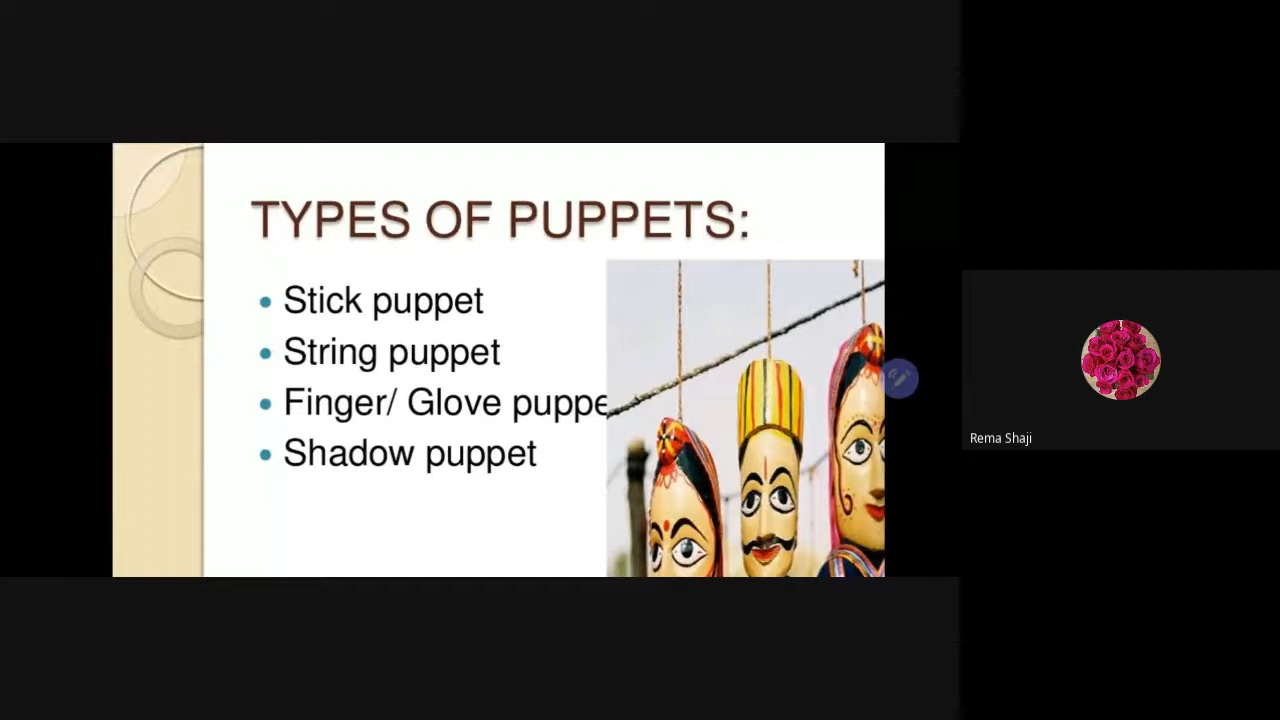 TYPES OF PUPPETS:
Stick puppet
String puppet
Finger/ Glove puppe
Shadow puppet
Rema Shaji